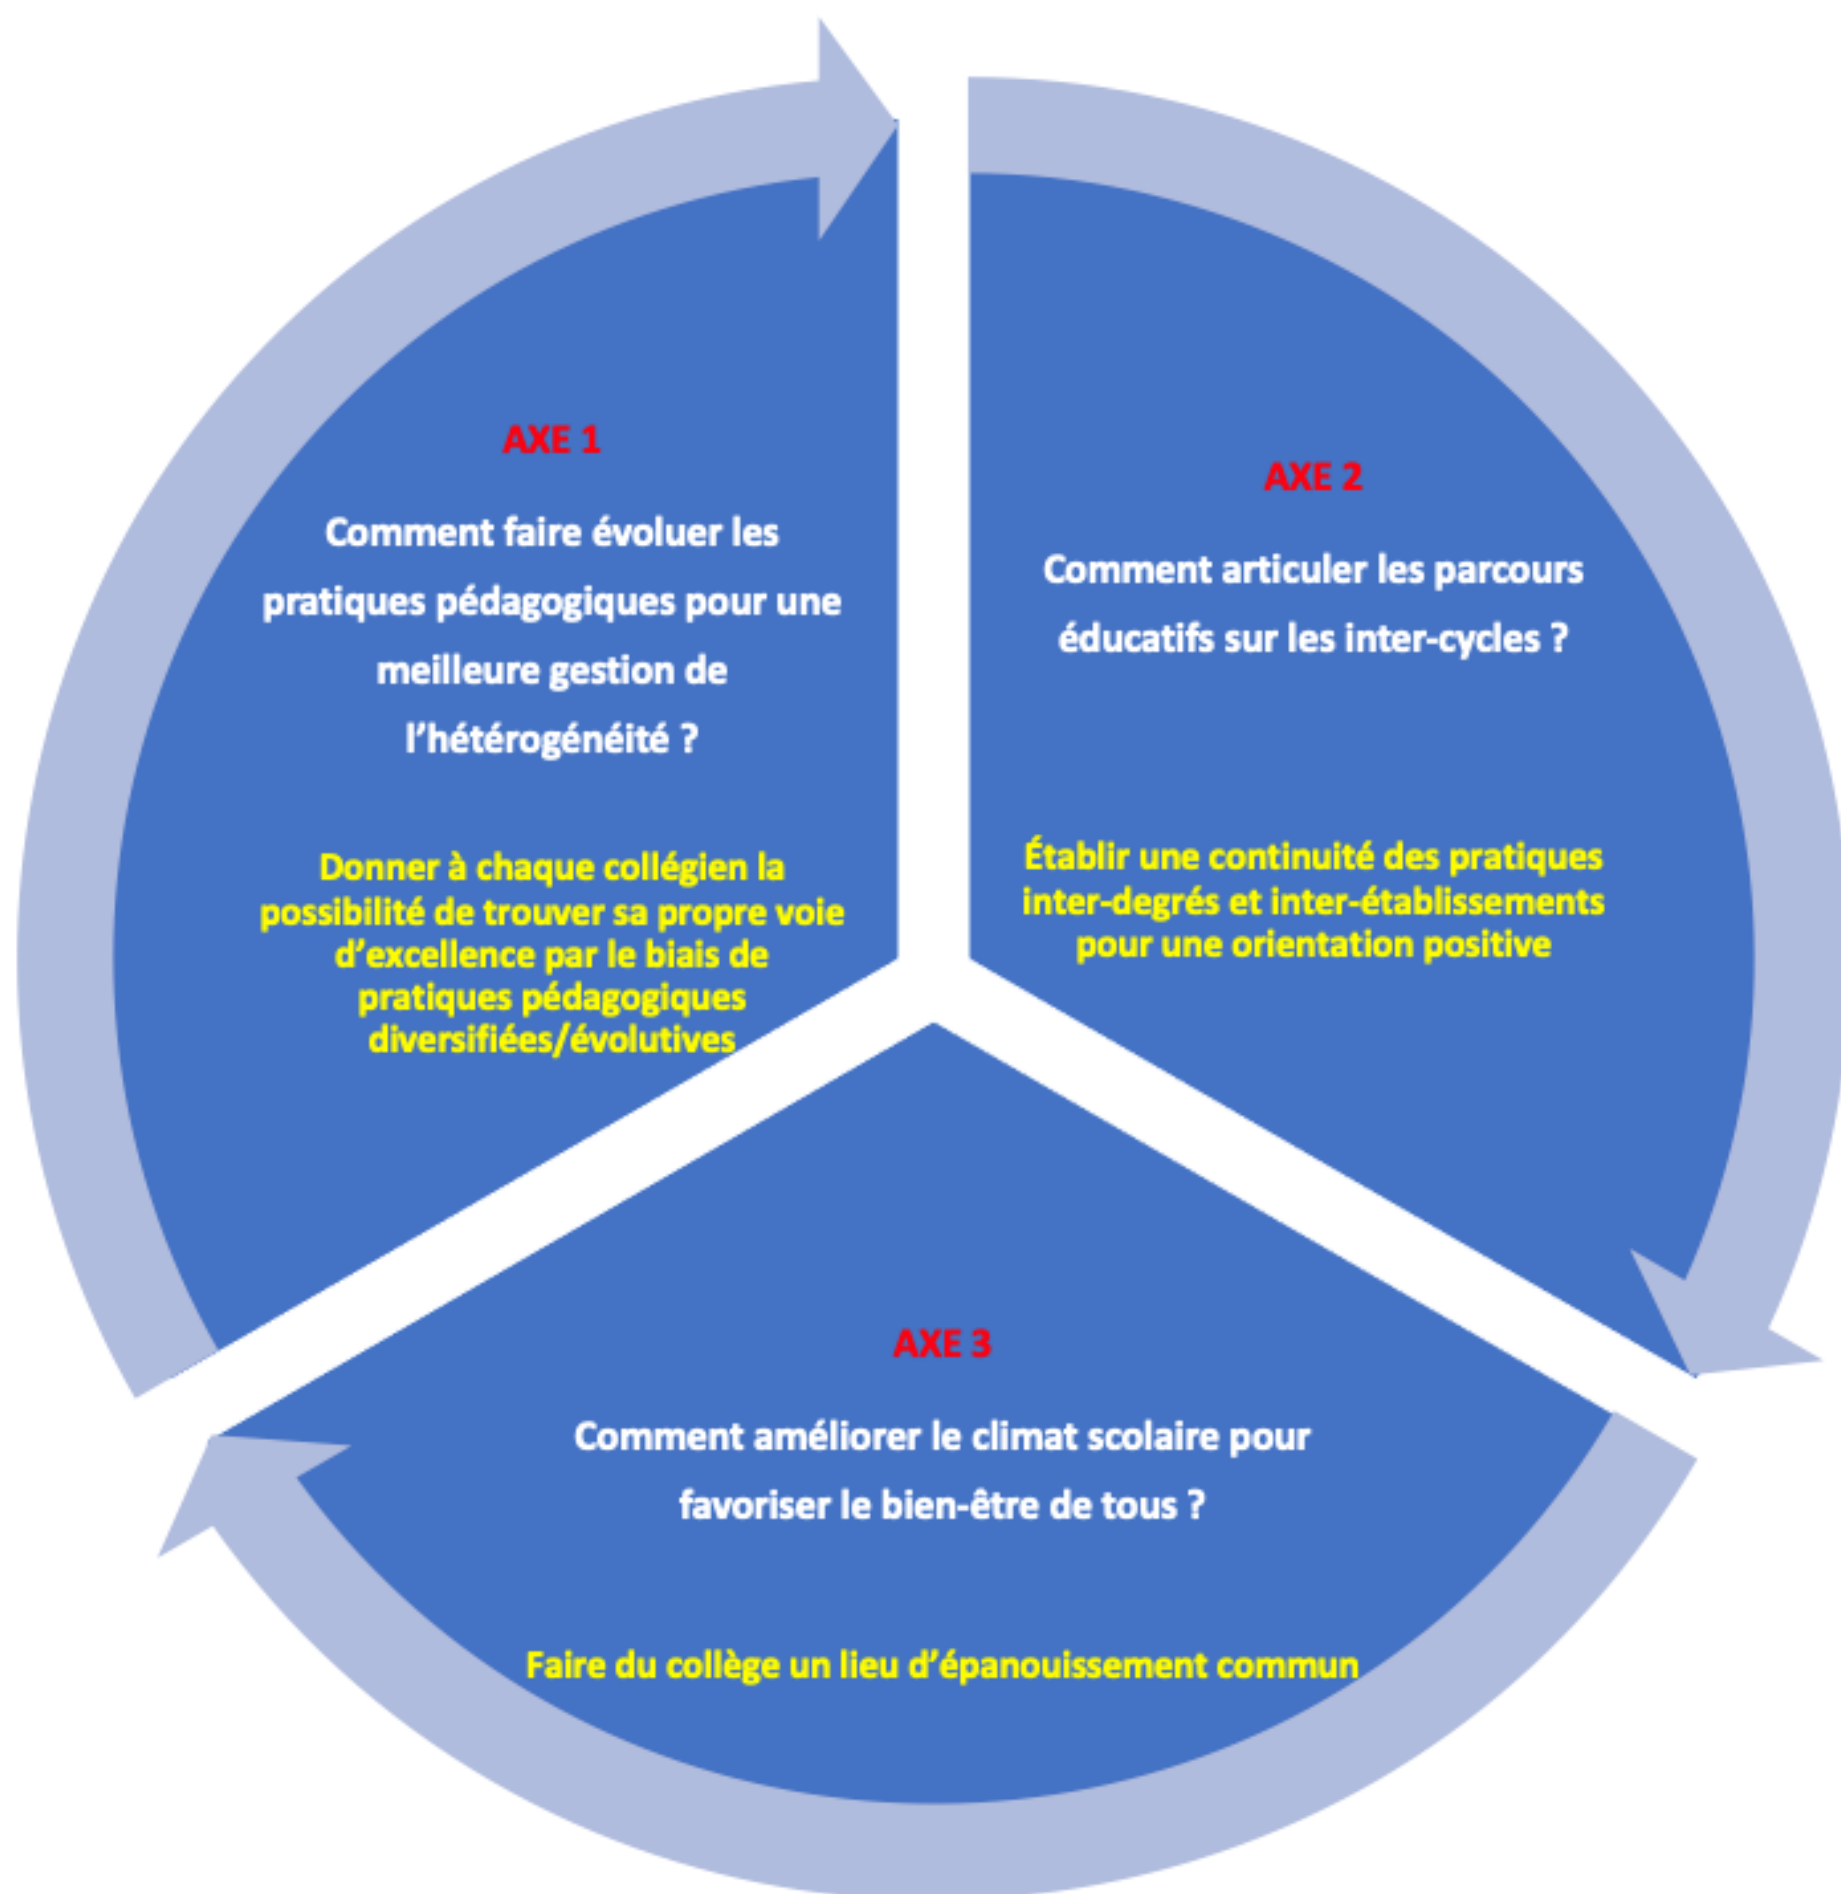 AXE 1
Comment faire évoluer les
pratiques pédagogiques pour une
meilleure gestion de
l’hétérogénéité ?
Donner à chaque collégien la
possibilité de trouver sa propre voie
d’excellence par le biais de
pratiques pédagogiques
diversifiées/évolutives
AXE 2
Comment articuler les parcours
éducatifs sur les inter-cycles ?
Établir une continuité des pratiques
inter-degrés et inter-établissements
pour une orientation positive
AXE 3
Comment améliorer le climat scolaire pour
favoriser le bien-être de tous ?
Faire du collège un lieu d’épanouissement commun